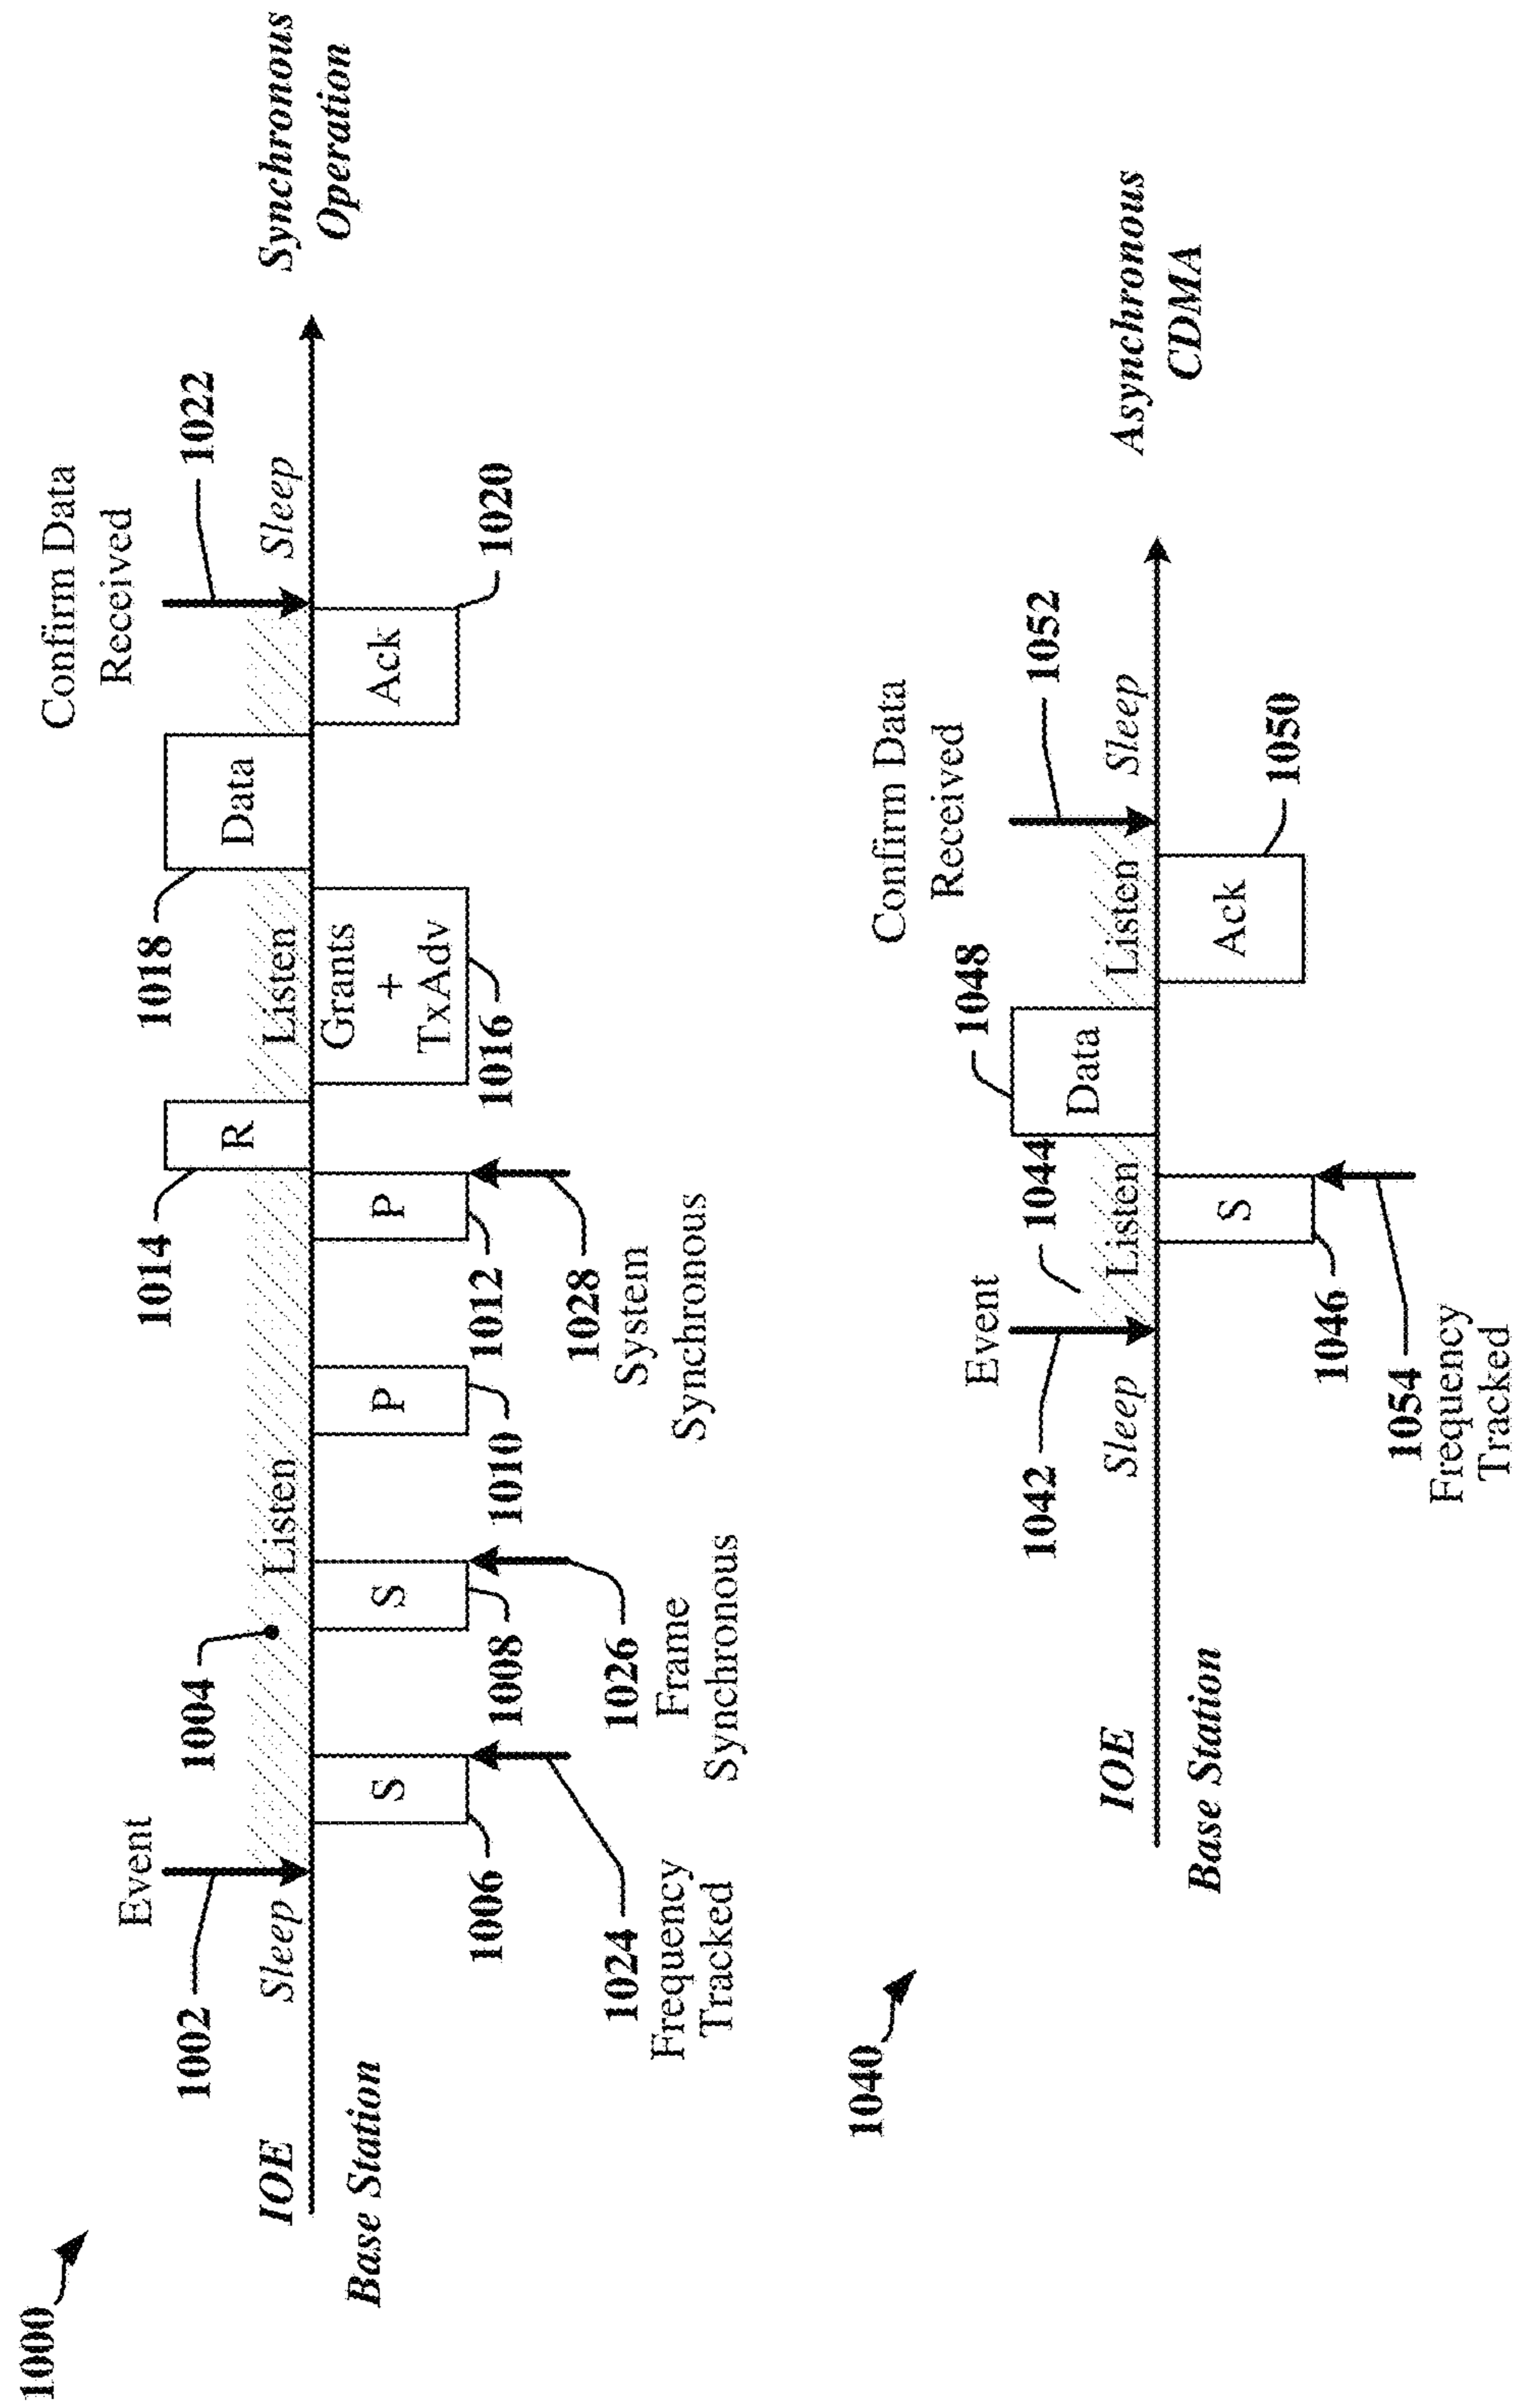 1000
Event
Confirm Data
Received
1002
1004
1014
1018
1022
IOE
Sleep
Listen
R
Listen
Data
Sleep
Synchronous
Operation
Base Station
S
S
P
P
Grants
+
TxAdv
Ack
1006
1008
1010
1012
1016
1020
1024
Frequency
Tracked
1026
Frame
Synchronous
1028
System
Synchronous
1040
Event
Confirm Data
Received
1042
1044
1048
1052
IOE
Sleep
Listen
Data
Listen
Sleep
Asynchronous
CDMA
Base Station
S
Ack
1046
1050
1054
Frequency
Tracked